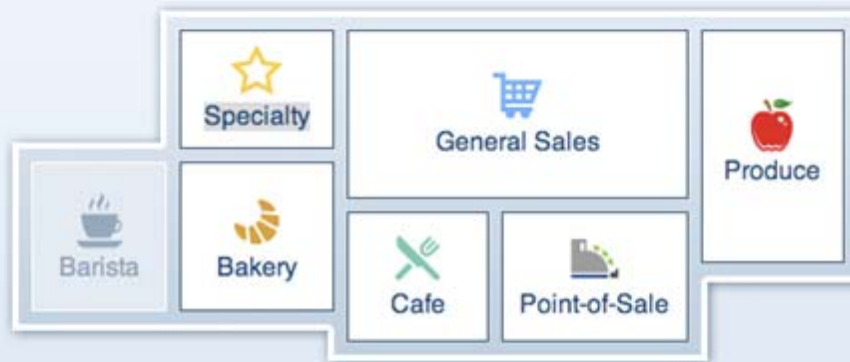 Specialty
General Sales
Produce
Barista
Bakery
Cafe
Point-of-Sale